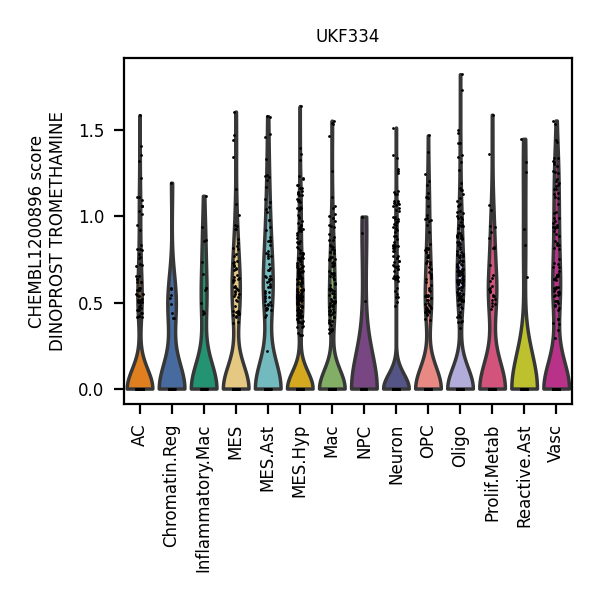 UKF334
CHEMBL1200896 score
DINOPROST TROMETHAMINE
1.5
1.0
0.5
0.0
AC
Chromatin.Reg
Inflammatory.Mac
MES
MES.Ast
MES.Hyp
Mac
NPC
Neuron
OPC
Oligo
Prolif.Metab
Reactive.Ast
Vasc